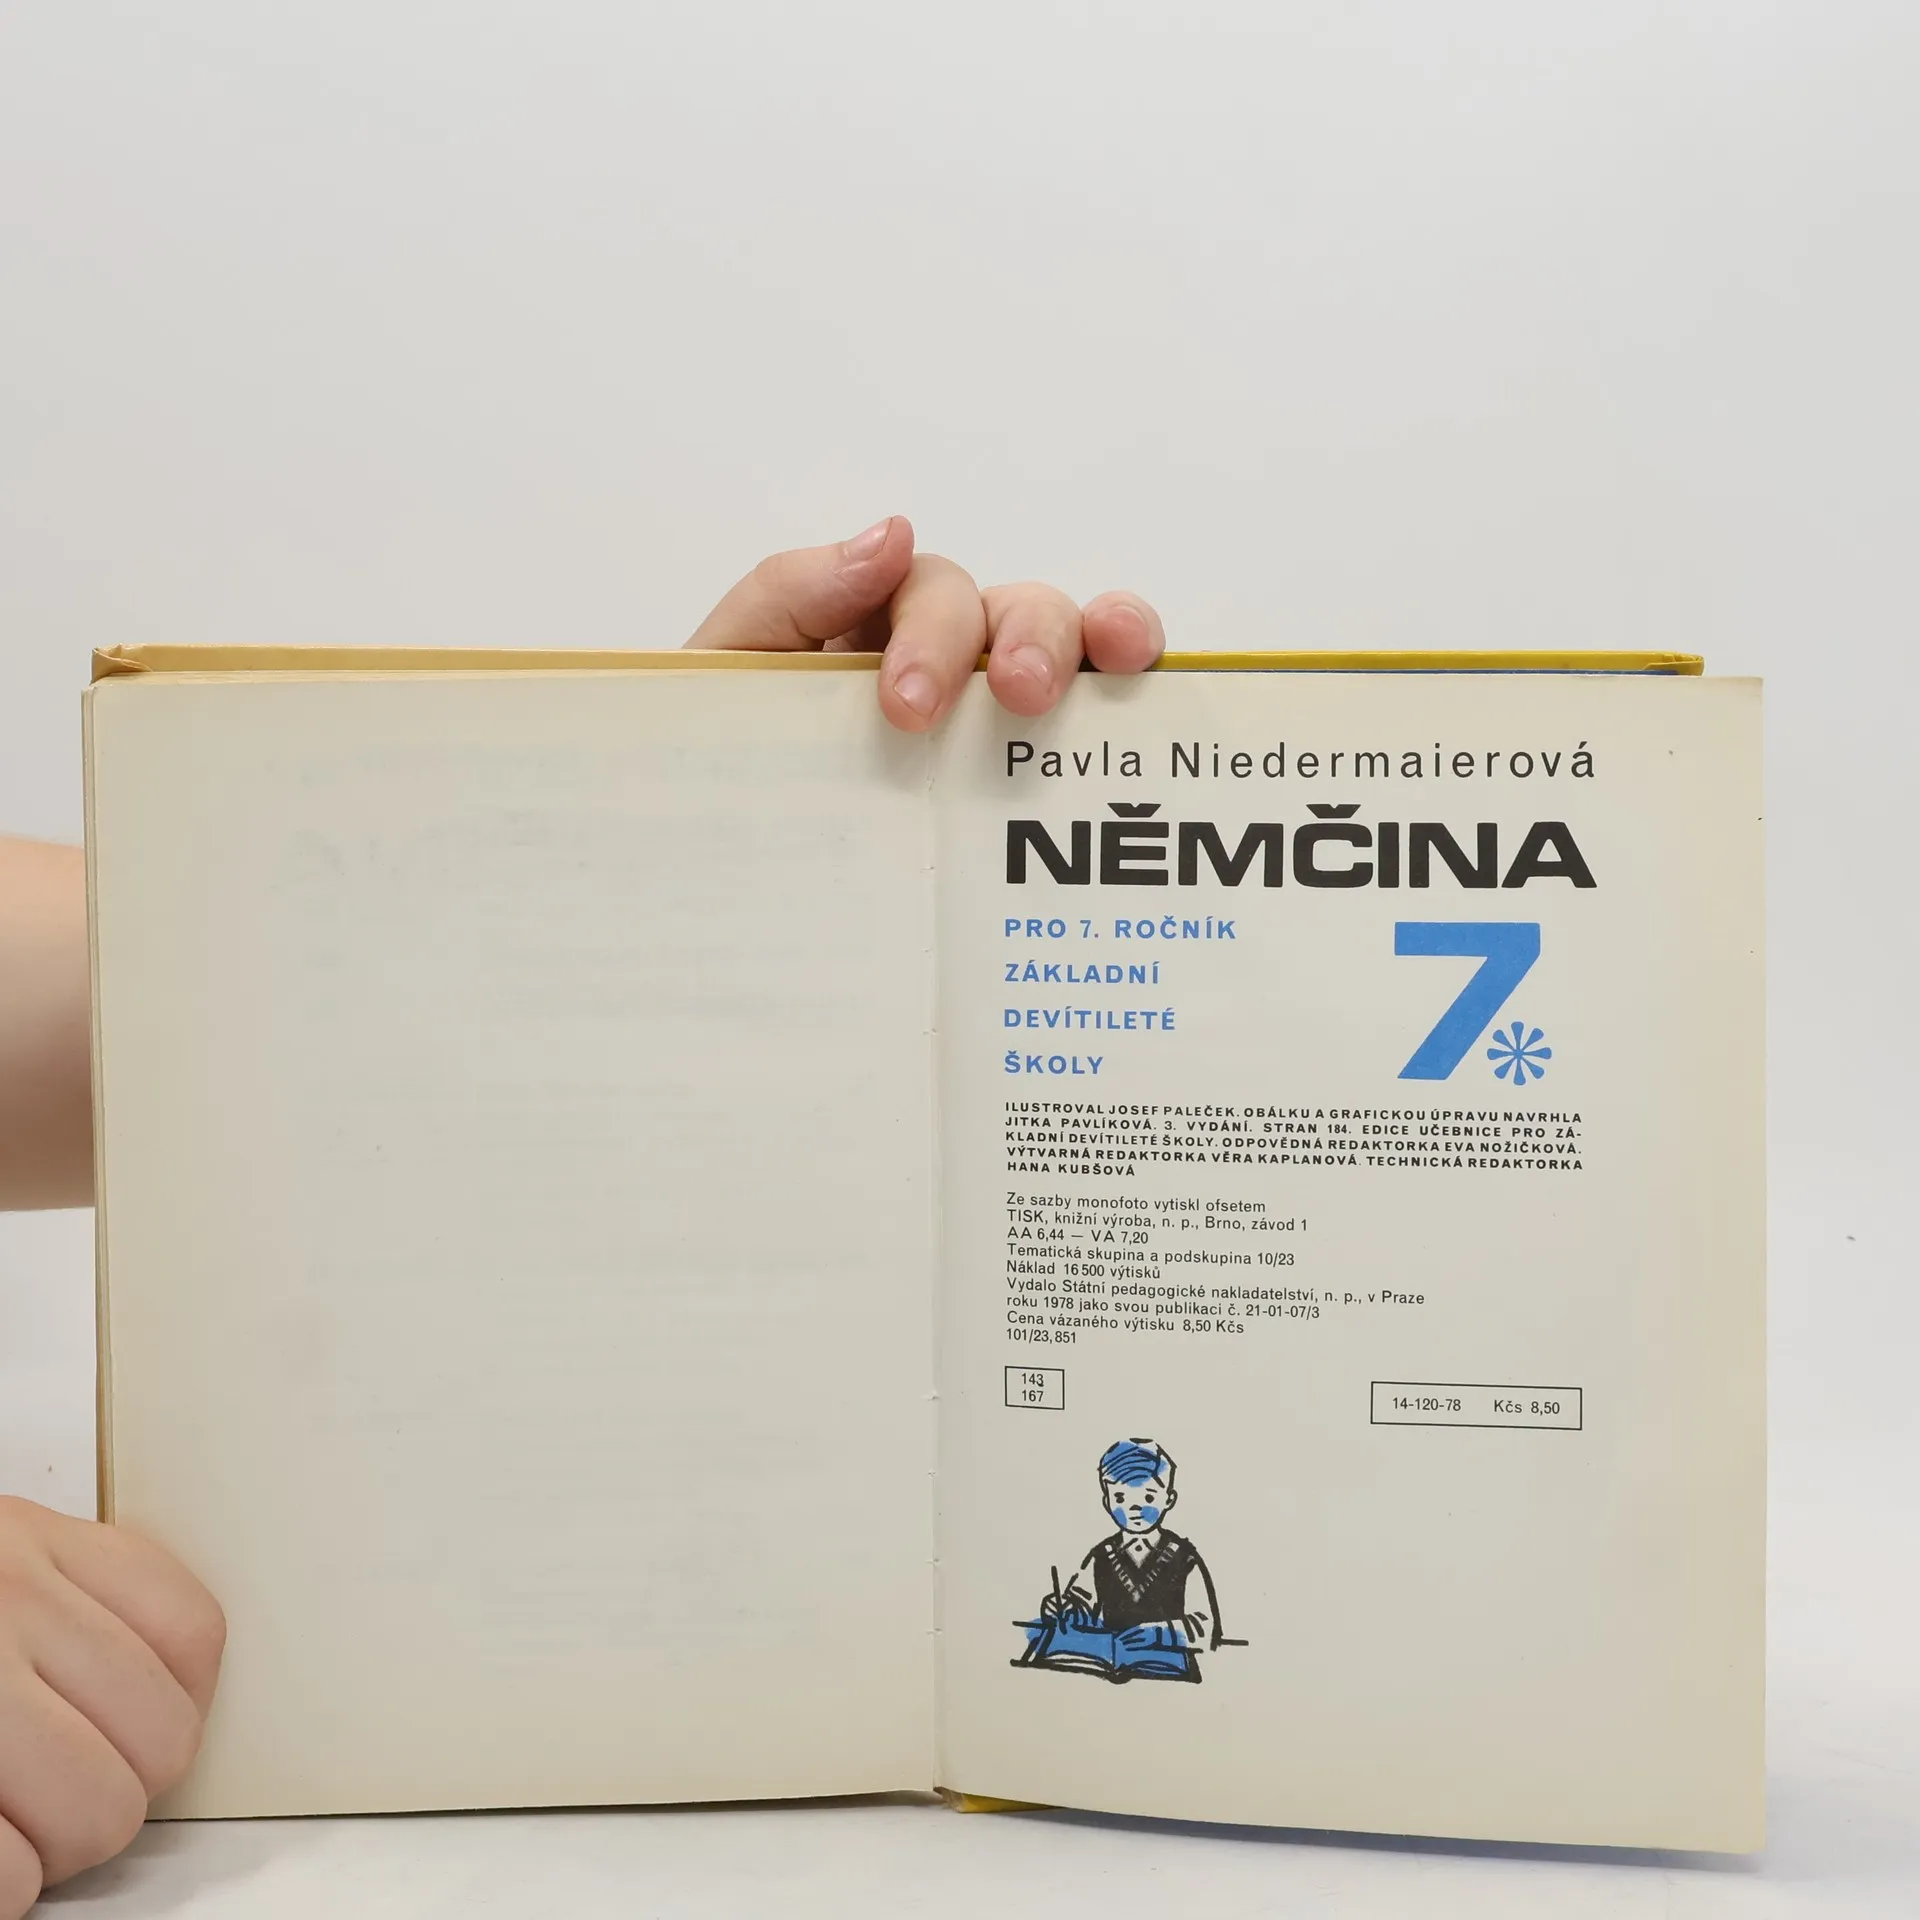 Pavla Niedermaierová
NĚMČINA
PRO 7. ROČNÍK
ZÁKLADNÍ
DEVÍTILETÉ
ŠKOLY
7*
ILUSTROVAL JOSEF PALEČEK. OBÁLKU A GRAFICKOU ÚPRAVU NAVRHLA
JITKA PAVLÍKOVÁ. 3. VYDÁNÍ. STRAN 184. EDICE UČEBNICE PRO ZÁ-
KLADNÍ DEVÍTILETÉ ŠKOLY. ODPOVĚDNÁ REDAKTORKA EVA NOŽIČKOVÁ.
VÝTVARNÁ REDAKTORKA VĚRA KAPLANOVÁ. TECHNICKÁ REDAKTORKA
HANA KUBŠOVÁ
Ze sazby monofoto vytiskl ofsetem
TISK, knižní výroba, n. p., Brno, závod 1
AA 6,44 — VA 7,20
Tematická skupina a podskupina 10/23
Náklad 16 500 výtisků
Vydalo Státní pedagogické nakladatelství, n. p., v Praze
roku 1978 jako svou publikaci č. 21-01-07/3
Cena vázaného výtisku 8,50 Kčs
101/23,851
143
167
14-120-78 Kčs 8,50